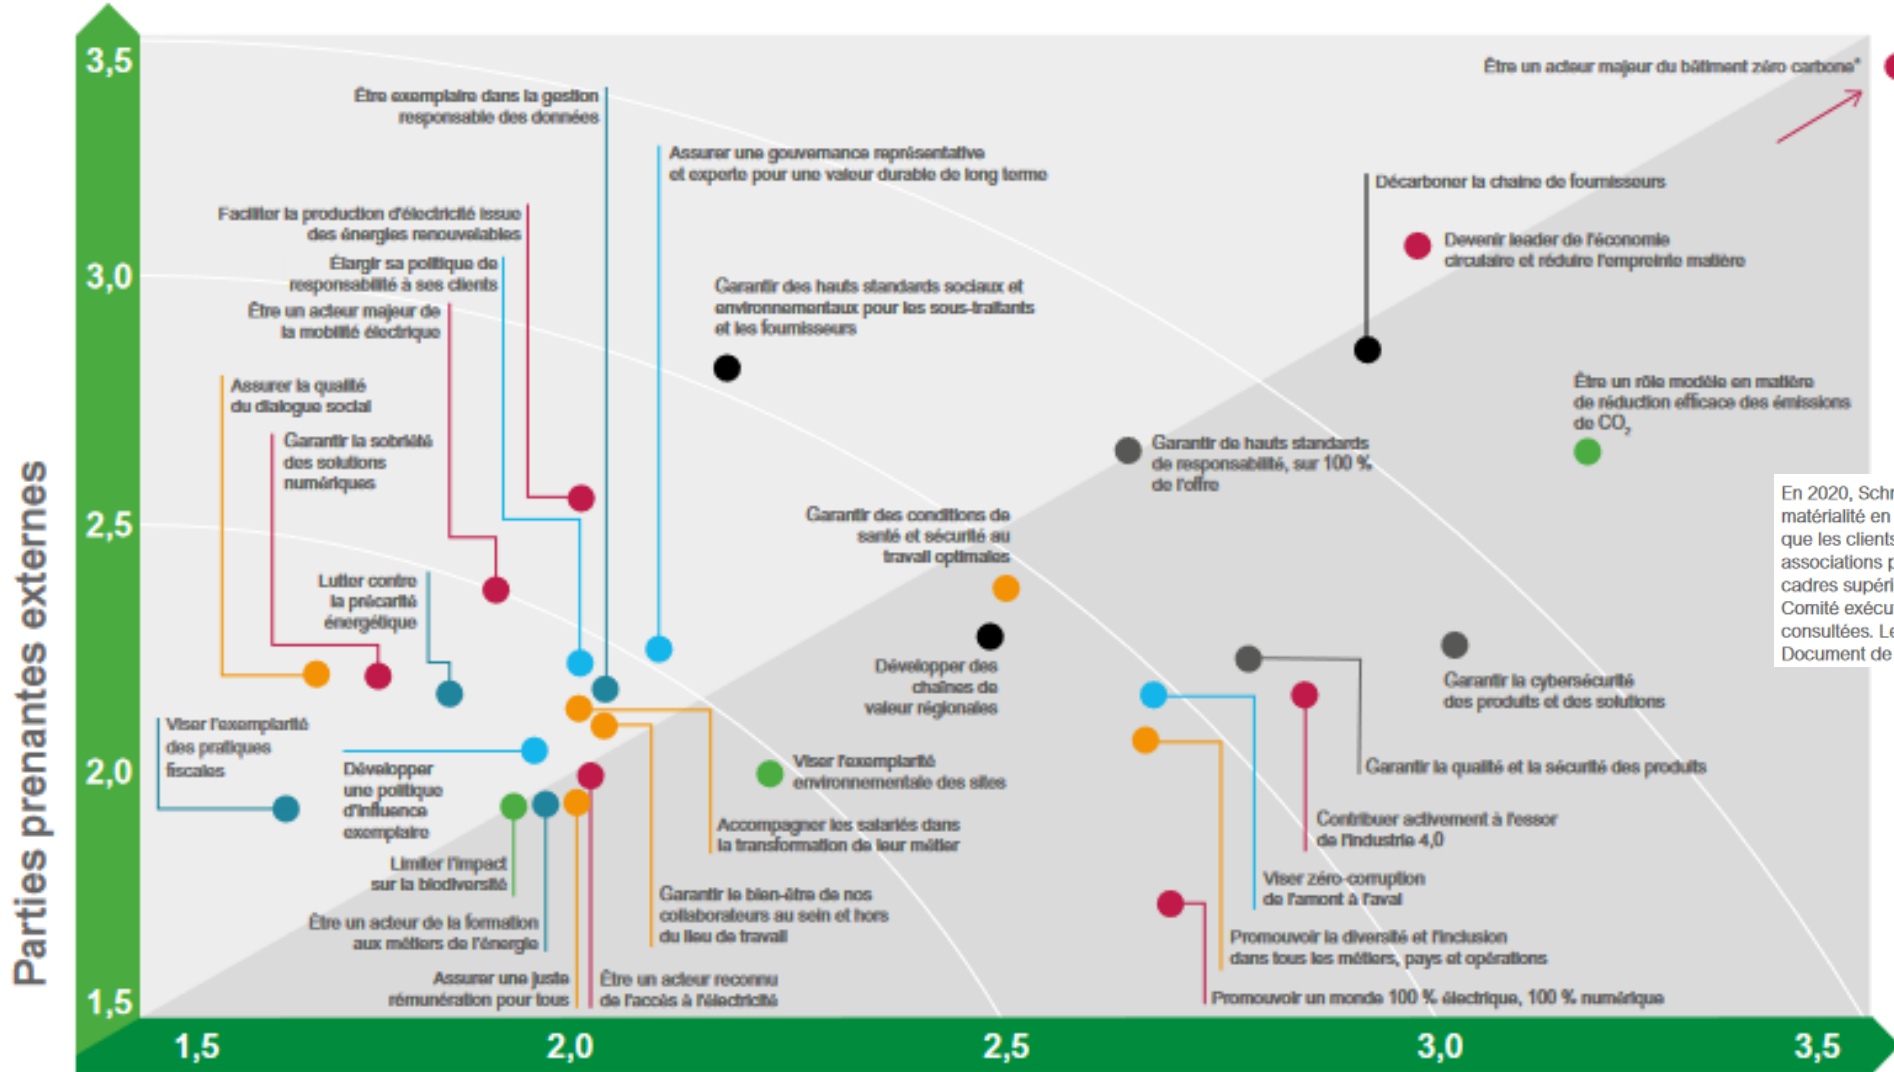 3,5
3,0
2,5
2,0
1,5
Parties prenantes externes
1,5
2,0
2,5
3,0
3,5
Être un acteur majeur du bâtiment zéro carbone*
Être exemplaire dans la gestion
responsable des données
Assurer une gouvernance représentative
et experte pour une valeur durable de long terme
Décarboner la chaîne de fournisseurs
Faciliter la production d'électricité issue
des énergies renouvelables
Devenir leader de l'économie
circulaire et réduire l'empreinte matière
Élargir sa politique de
responsabilité à ses clients
Garantir des hauts standards sociaux et
environnementaux pour les sous-traitants
et les fournisseurs
Être un acteur majeur de
la mobilité électrique
Assurer la qualité
du dialogue social
Être un rôle modèle en matière
de réduction efficace des émissions
de CO₂
Garantir la sobriété
des solutions
numériques
Garantir de hauts standards
de responsabilité, sur 100 %
de l'offre
Garantir des conditions de
santé et sécurité au
travail optimales
En 2020, Schn
matérialité en
que les clients
associations p
cadres supéri
Comité exécu
consultées. Le
Document de
Lutter contre
la précarité
énergétique
Développer des
chaînes de
valeur régionales
Garantir la cybersécurité
des produits et des solutions
Viser l'exemplarité
des pratiques
fiscales
Développer
une politique
d'influence
exemplaire
Viser l'exemplarité
environnementale des sites
Garantir la qualité et la sécurité des produits
Accompagner les salariés dans
la transformation de leur métier
Contribuer activement à l'essor
de l'industrie 4,0
Limiter l'impact
sur la biodiversité
Viser zéro-corruption
de l'amont à l'aval
Garantir le bien-être de nos
collaborateurs au sein et hors
du lieu de travail
Être un acteur de la formation
aux métiers de l'énergie
Promouvoir la diversité et l'inclusion
dans tous les métiers, pays et opérations
Assurer une juste
rémunération pour tous
Être un acteur reconnu
de l'accès à l'électricité
Promouvoir un monde 100 % électrique, 100 % numérique